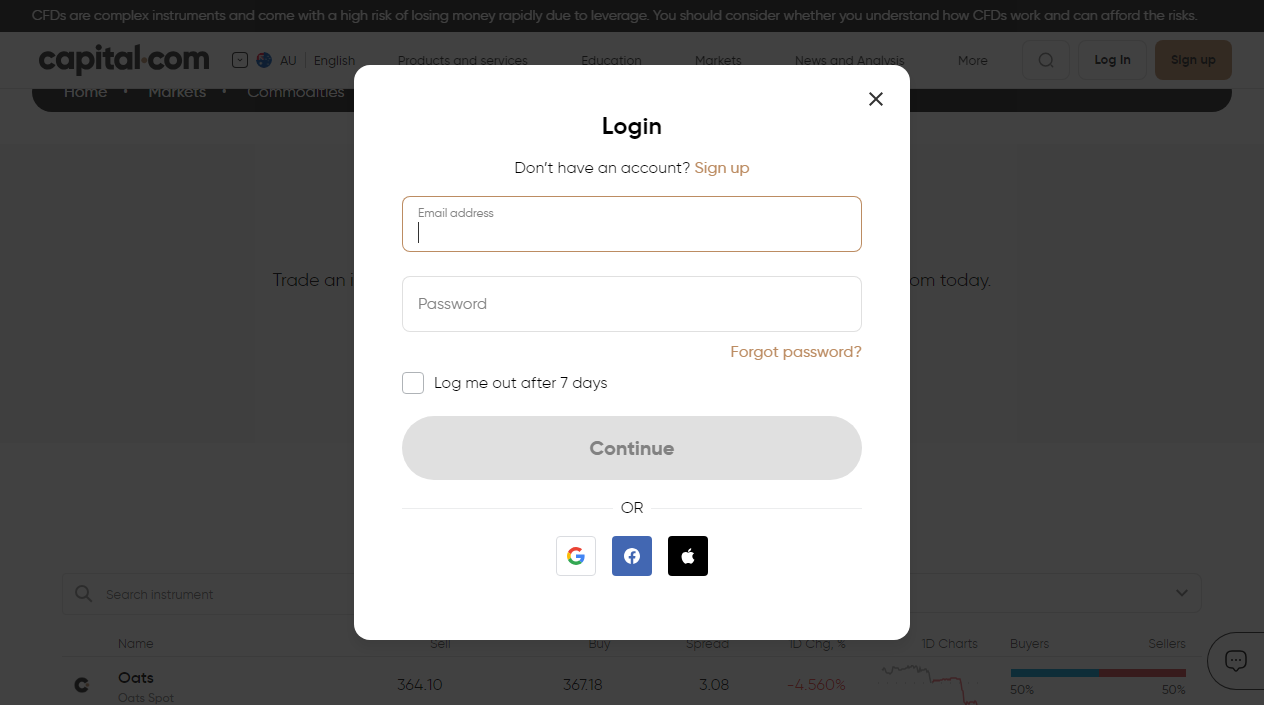 CFDs are complex instruments and come with a high risk of losing money rapidly due to leverage. You should consider whether you understand how CFDs work and can afford the risks.
capital.com AU English Products and services Education Markets News and Analysis More Log In Sign up
Home • Markets • Commodities
Login
Don't have an account? Sign up
Email address
Trade an i om today.
Password
Forgot password?
Log me out after 7 days
Continue
OR
Search instrument
Name Sell Buy Spread 1D Chg, % 1D Charts Buyers Sellers
Oats 364.10 367.18 3.08 -4.560%
Oats Spot 50% 50%